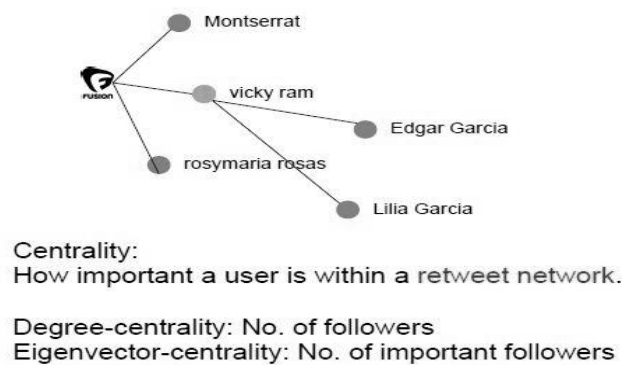 Montserrat
FUSION
vicky ram
Edgar Garcia
rosymaria rosas
Lilia Garcia
Centrality:
How important a user is within a retweet network.
Degree-centrality: No. of followers
Eigenvector-centrality: No. of important followers